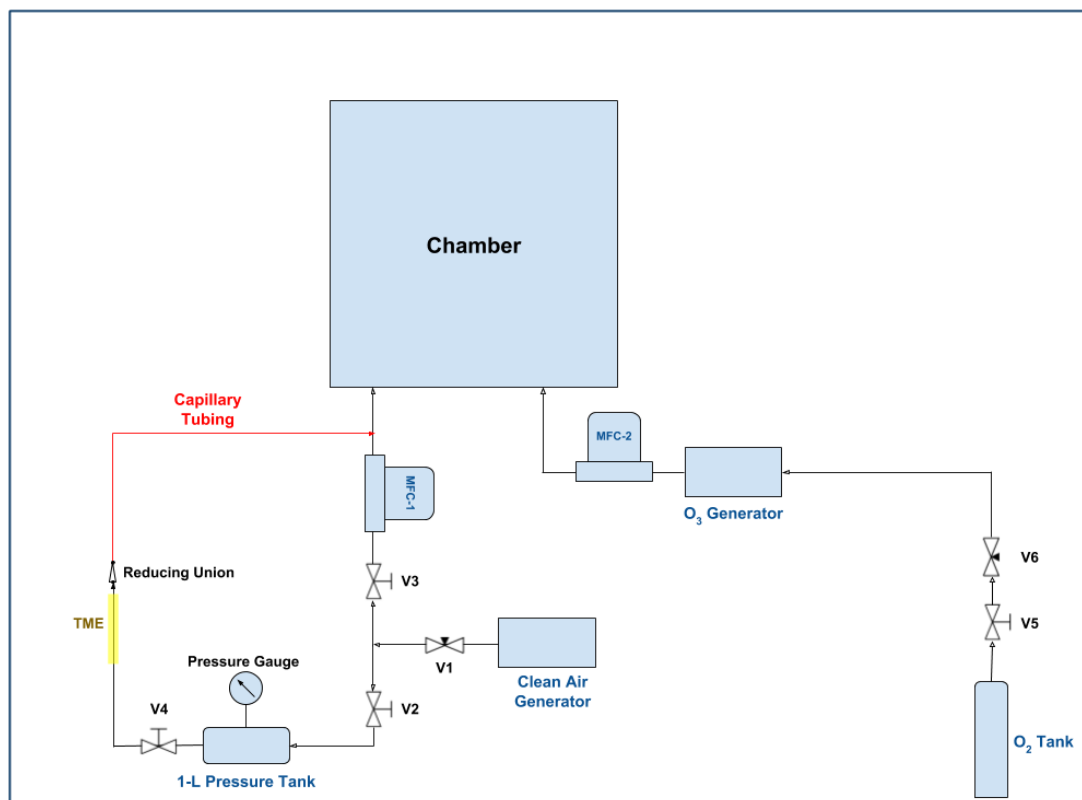 Chamber
Capillary
Tubing
MFC-2
MFC-1
O₃ Generator
Reducing Union
V3
V6
TME
V5
Pressure Gauge
V1
Clean Air
Generator
V4
V2
O₂ Tank
1-L Pressure Tank